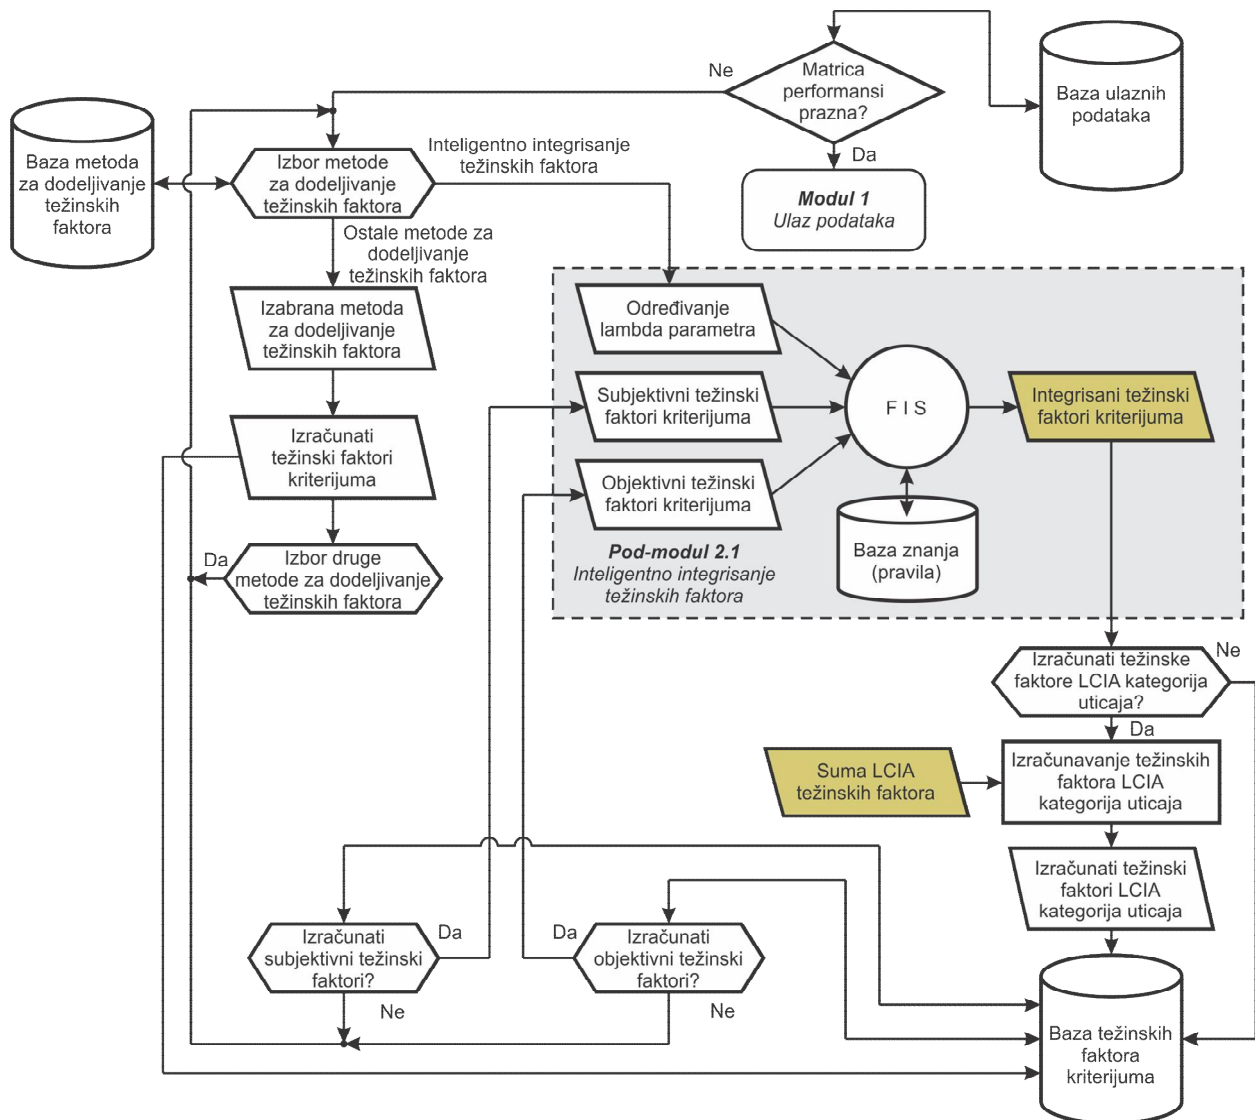 Ne
Matrica
performansi
prazna?
Baza ulaznih
podataka
Da
Modul 1
Ulaz podataka
Baza metoda
za dodeljivanje
težinskih
faktora
Izbor metode
za dodeljivanje
težinskih faktora
Inteligentno integrisanje
težinskih faktora
Ostale metode za
dodeljivanje
težinskih faktora
Izabrana metoda
za dodeljivanje
težinskih faktora
Izračunati
težinski faktori
kriterijuma
Da
Izbor druge
metode za dodeljivanje
težinskih faktora
Određivanje
lambda parametra
Subjektivni težinski
faktori kriterijuma
Objektivni težinski
faktori kriterijuma
F I S
Integrisani težinski
faktori kriterijuma
Baza znanja
(pravila)
Pod-modul 2.1
Inteligentno integrisanje
težinskih faktora
Izračunati težinske
faktore LCIA kategorija
uticaja?
Ne
Da
Suma LCIA
težinskih faktora
Izračunavanje težinskih
faktora LCIA
kategorija uticaja
Izračunati težinski
faktori LCIA
kategorija uticaja
Izračunati
subjektivni težinski
faktori?
Da
Ne
Da
Izračunati
objektivni težinski
faktori?
Ne
Baza težinskih
faktora
kriterijuma